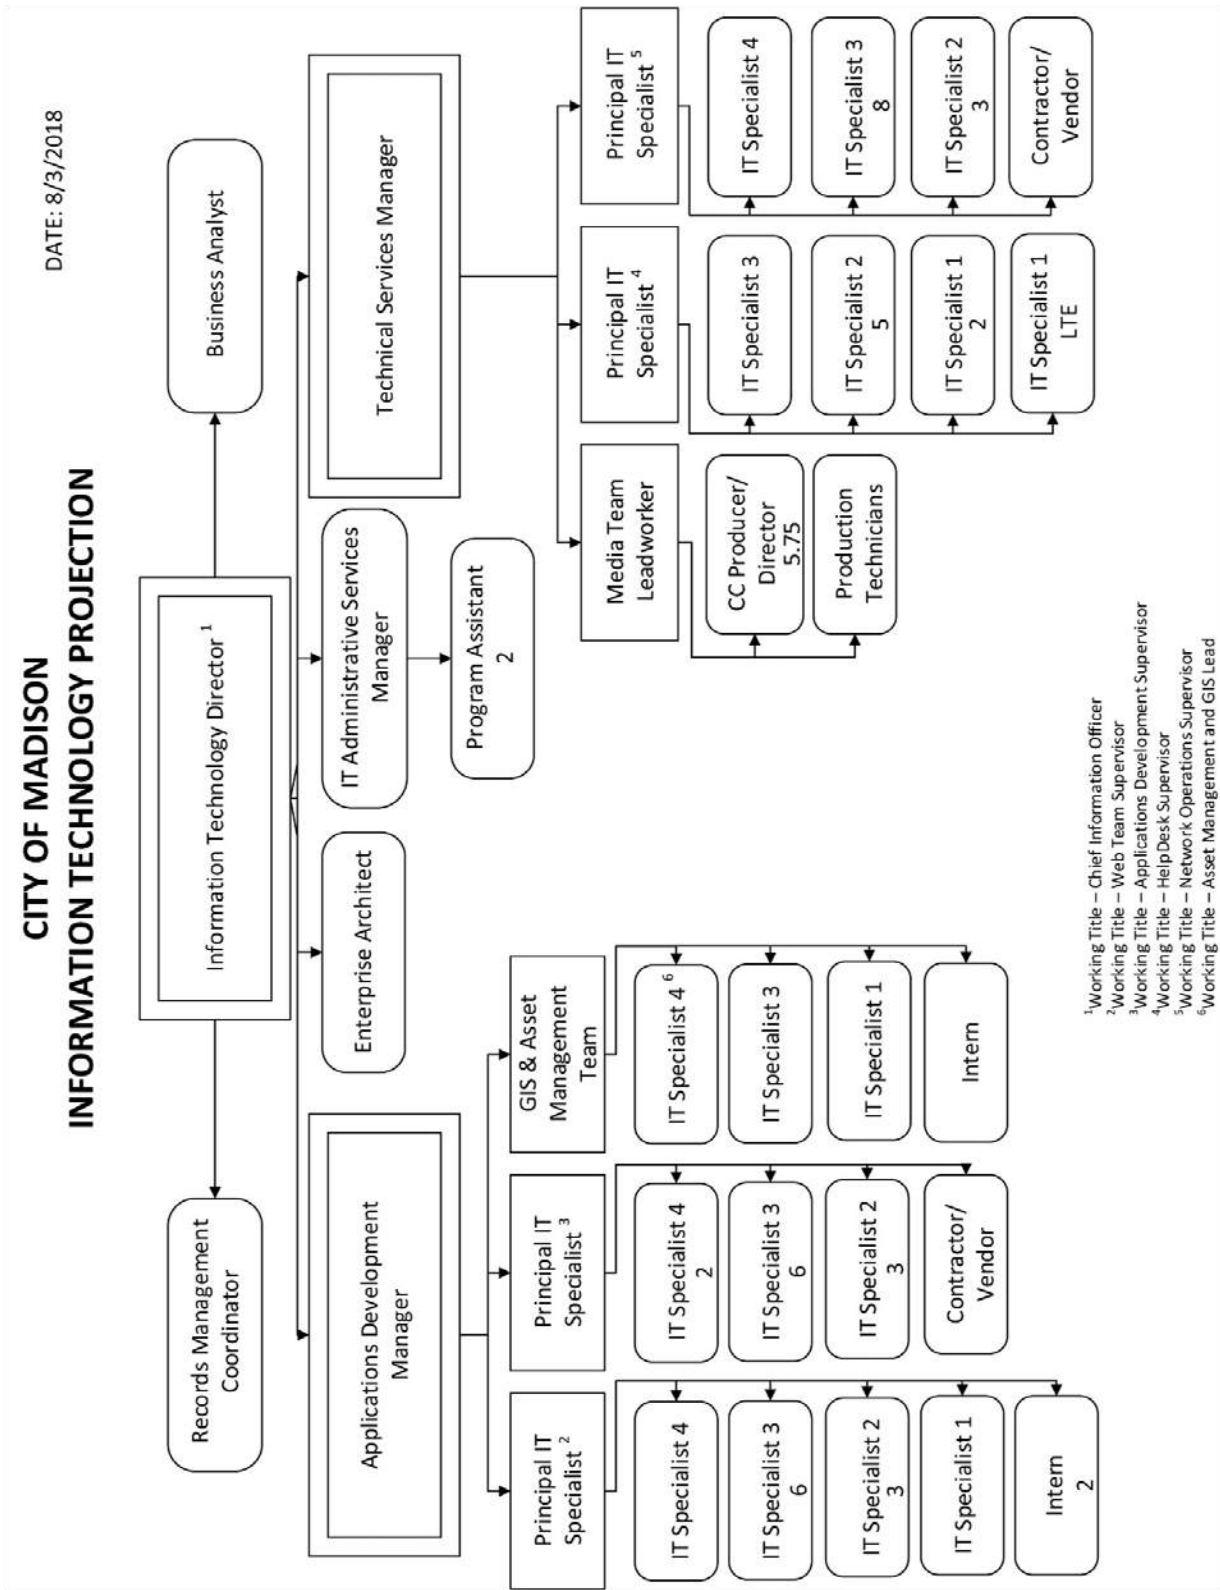 CITY OF MADISON
INFORMATION TECHNOLOGY PROJECTION
DATE: 8/3/2018
Records Management
Coordinator
Information Technology Director 1
Business Analyst
Applications Development
Manager
Enterprise Architect
IT Administrative Services
Manager
Technical Services Manager
Program Assistant
2
Principal IT
Specialist 2
IT Specialist 4
IT Specialist 3
6
IT Specialist 2
3
IT Specialist 1
Intern
2
Principal IT
Specialist 3
IT Specialist 4
2
IT Specialist 3
6
IT Specialist 2
3
Contractor/
Vendor
GIS & Asset
Management
Team
IT Specialist 4 6
IT Specialist 3
IT Specialist 1
Intern
Media Team
Leadworker
CC Producer/
Director
5.75
Production
Technicians
Principal IT
Specialist 4
IT Specialist 3
IT Specialist 2
5
IT Specialist 1
2
IT Specialist 1
LTE
Principal IT
Specialist 5
IT Specialist 4
IT Specialist 3
8
IT Specialist 2
3
Contractor/
Vendor
1Working Title – Chief Information Officer
2Working Title – Web Team Supervisor
3Working Title – Applications Development Supervisor
4Working Title – HelpDesk Supervisor
5Working Title – Network Operations Supervisor
6Working Title – Asset Management and GIS Lead